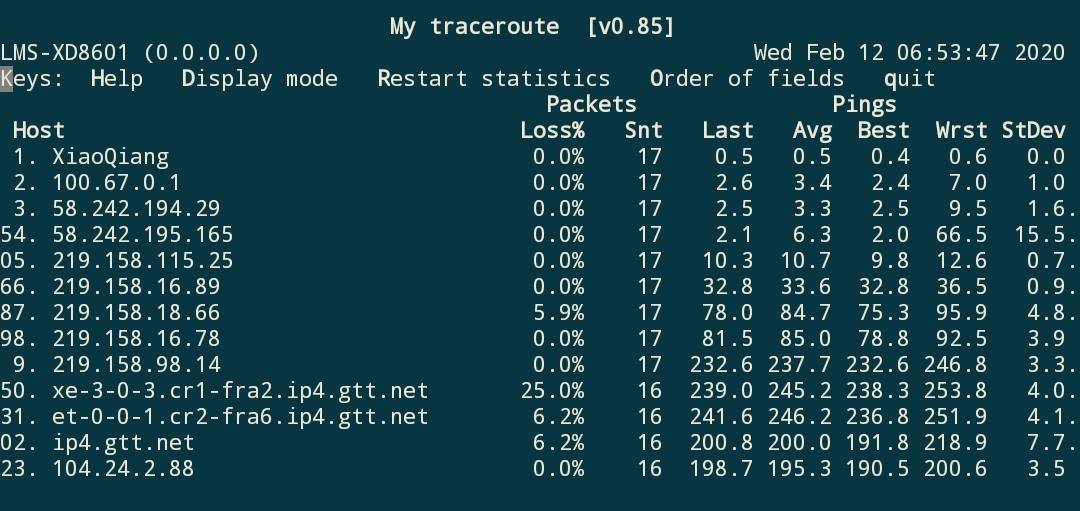 My traceroute [v0.85]
LMS-XD8601 (0.0.0.0) Wed Feb 12 06:53:47 2020
Keys: Help Display mode Restart statistics Order of fields quit
Packets Pings
Host Loss% Snt Last Avg Best Wrst StDev
1. XiaoQiang 0.0% 17 0.5 0.5 0.4 0.6 0.0
2. 100.67.0.1 0.0% 17 2.6 3.4 2.4 7.0 1.0
3. 58.242.194.29 0.0% 17 2.5 3.3 2.5 9.5 1.6.
54. 58.242.195.165 0.0% 17 2.1 6.3 2.0 66.5 15.5.
05. 219.158.115.25 0.0% 17 10.3 10.7 9.8 12.6 0.7.
66. 219.158.16.89 0.0% 17 32.8 33.6 32.8 36.5 0.9.
87. 219.158.18.66 5.9% 17 78.0 84.7 75.3 95.9 4.8.
98. 219.158.16.78 0.0% 17 81.5 85.0 78.8 92.5 3.9
9. 219.158.98.14 0.0% 17 232.6 237.7 232.6 246.8 3.3.
50. xe-3-0-3.cr1-fra2.ip4.gtt.net 25.0% 16 239.0 245.2 238.3 253.8 4.0.
31. et-0-0-1.cr2-fra6.ip4.gtt.net 6.2% 16 241.6 246.2 236.8 251.9 4.1.
02. ip4.gtt.net 6.2% 16 200.8 200.0 191.8 218.9 7.7.
23. 104.24.2.88 0.0% 16 198.7 195.3 190.5 200.6 3.5